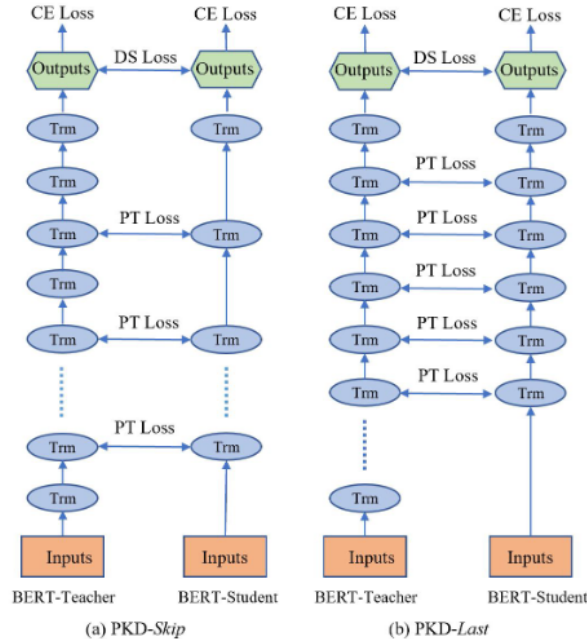 CE Loss CE Loss CE Loss CE Loss
Outputs DS Loss Outputs Outputs DS Loss Outputs
Trm Trm Trm Trm
Trm Trm PT Loss Trm
Trm PT Loss Trm Trm PT Loss Trm
Trm Trm PT Loss Trm
Trm PT Loss Trm Trm PT Loss Trm
Trm PT Loss Trm
Trm PT Loss Trm
Trm Trm
Inputs Inputs Inputs Inputs
BERT-Teacher BERT-Student BERT-Teacher BERT-Student
(a) PKD-Skip (b) PKD-Last